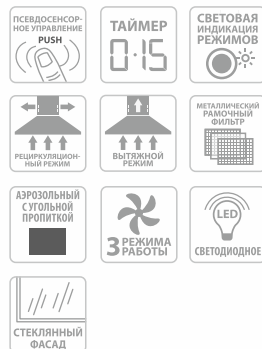 ПСЕВДОСЕНСОР-
НОЕ УПРАВЛЕНИЕ
PUSH
ТАЙМЕР
0:15
СВЕТОВАЯ
ИНДИКАЦИЯ
РЕЖИМОВ
РЕЦИРКУЛЯЦИОН-
НЫЙ РЕЖИМ
ВЫТЯЖНОЙ
РЕЖИМ
МЕТАЛЛИЧЕСКИЙ
РАМОЧНЫЙ
ФИЛЬТР
АЭРОЗОЛЬНЫЙ
С УГОЛЬНОЙ
ПРОПИТКОЙ
3 РЕЖИМА
РАБОТЫ
LED
СВЕТОДИОДНОЕ
СТЕКЛЯННЫЙ
ФАСАД